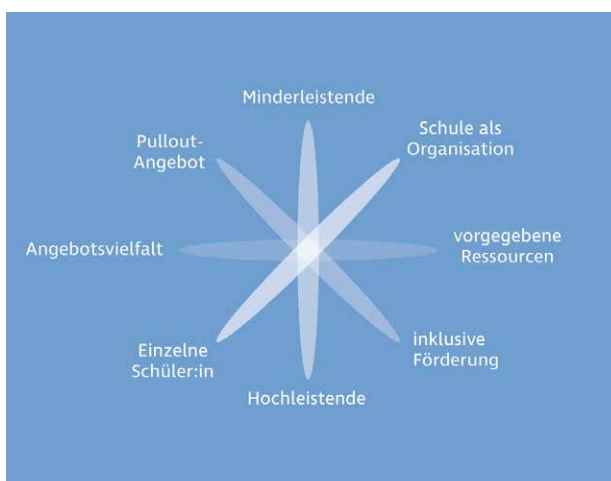 Minderleistende
Pullout-
Angebot
Schule als
Organisation
Angebotsvielfalt
vorgegebene
Ressourcen
Einzelne
Schüler:in
inklusive
Förderung
Hochleistende